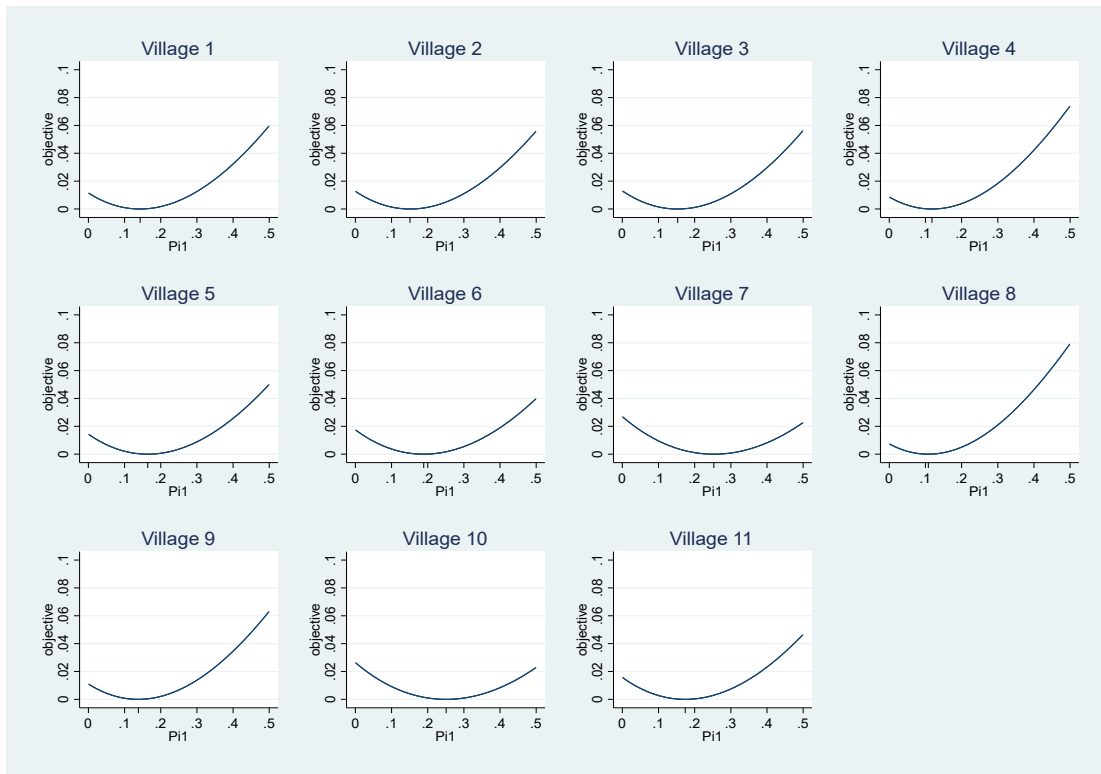 Village 1
objective
.1
.08
.06
.04
.02
0
0 .1 .2 .3 .4 .5
Pi1
Village 2
objective
.1
.08
.06
.04
.02
0
0 .1 .2 .3 .4 .5
Pi1
Village 3
objective
.1
.08
.06
.04
.02
0
0 .1 .2 .3 .4 .5
Pi1
Village 4
objective
.1
.08
.06
.04
.02
0
0 .1 .2 .3 .4 .5
Pi1
Village 5
objective
.1
.08
.06
.04
.02
0
0 .1 .2 .3 .4 .5
Pi1
Village 6
objective
.1
.08
.06
.04
.02
0
0 .1 .2 .3 .4 .5
Pi1
Village 7
objective
.1
.08
.06
.04
.02
0
0 .1 .2 .3 .4 .5
Pi1
Village 8
objective
.1
.08
.06
.04
.02
0
0 .1 .2 .3 .4 .5
Pi1
Village 9
objective
.1
.08
.06
.04
.02
0
0 .1 .2 .3 .4 .5
Pi1
Village 10
objective
.1
.08
.06
.04
.02
0
0 .1 .2 .3 .4 .5
Pi1
Village 11
objective
.1
.08
.06
.04
.02
0
0 .1 .2 .3 .4 .5
Pi1